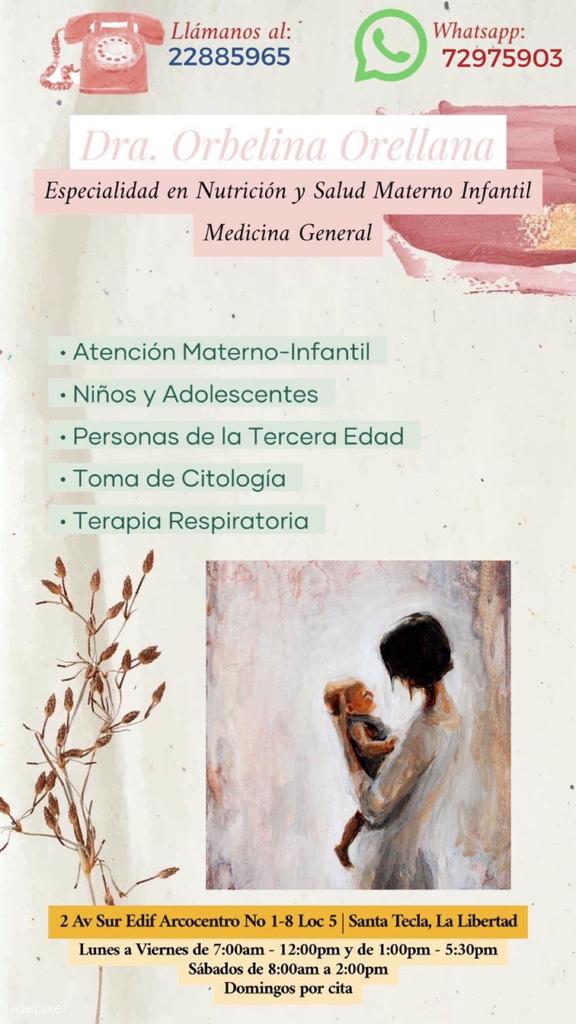 Llámanos al:
22885965
Whatsapp:
72975903
Dra. Orbelina Orellana
Especialidad en Nutrición y Salud Materno Infantil
Medicina General
• Atención Materno-Infantil
• Niños y Adolescentes
• Personas de la Tercera Edad
• Toma de Citología
• Terapia Respiratoria
2 Av Sur Edif Arcocentro No 1-8 Loc 5 | Santa Tecla, La Libertad
Lunes a Viernes de 7:00am - 12:00pm y de 1:00pm - 5:30pm
Sábados de 8:00am a 2:00pm
Domingos por cita
rawpixel